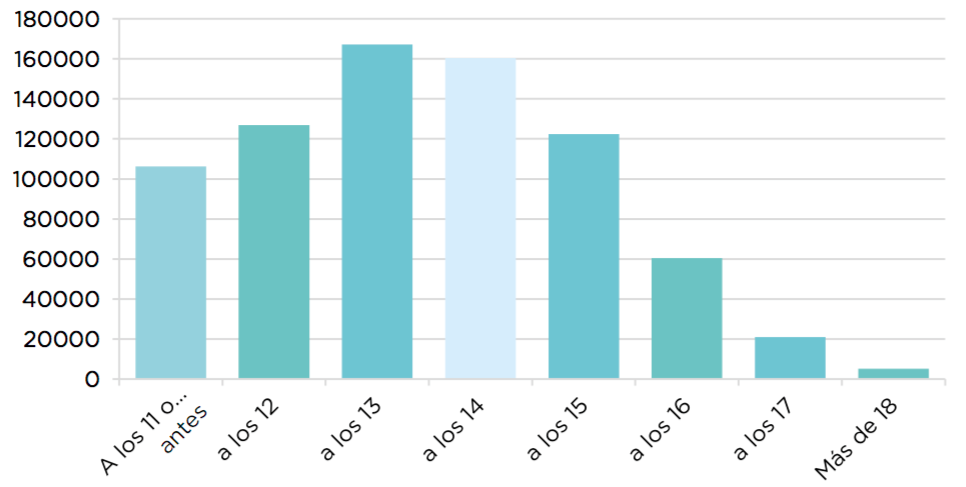 180000
160000
140000
120000
100000
80000
60000
40000
20000
0
A los 11 o...
antes
a los 12
a los 13
a los 14
a los 15
a los 16
a los 17
Más de 18